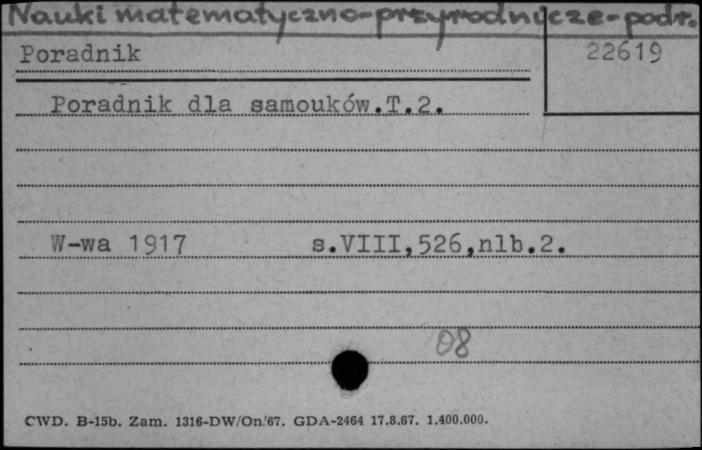 Nauki matematyczno-przyrodnicze-podr.
Poradnik
22619
Poradnik dla samouków.T.2.
W-wa 1917 s.VIII,526,nlb.2.
08
CWD. B-15b. Zam. 1316-DW/On/67. GDA-2464 17.8.67. 1.400.000.